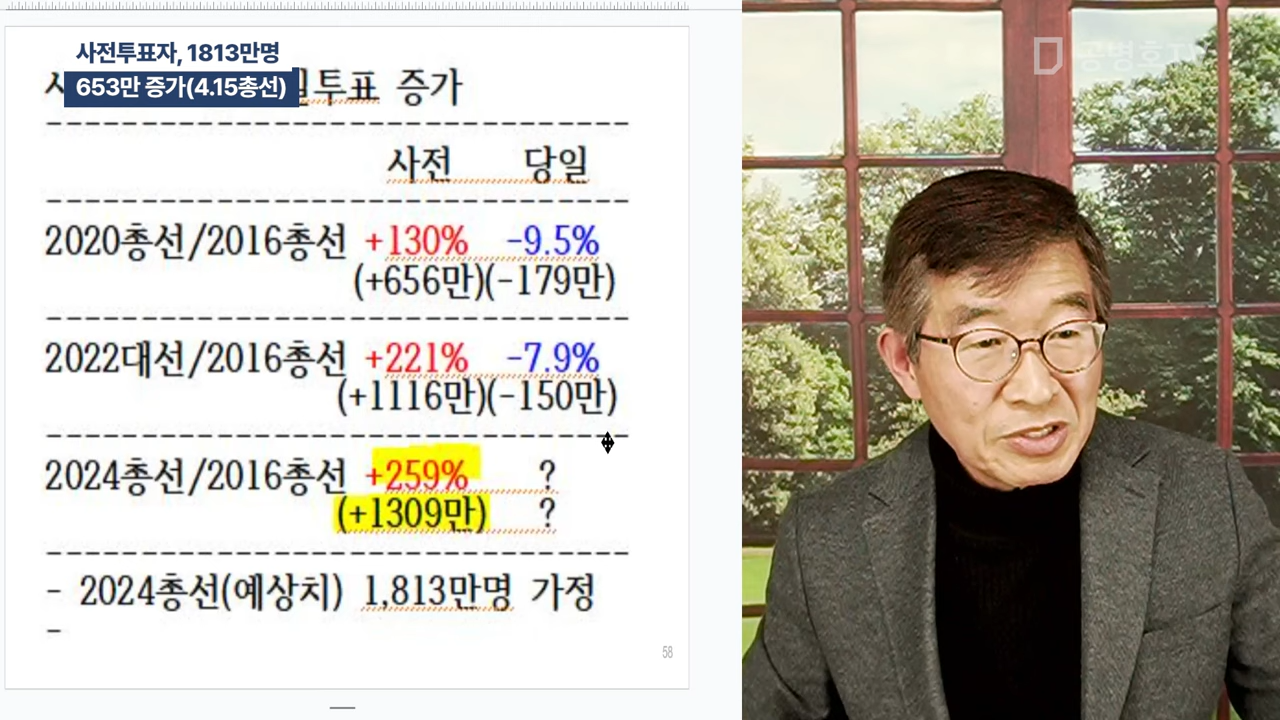 사전투표자, 1813만명
653만 증가(4.15총선)
투표 증가
사전 당일
2020총선/2016총선 +130% -9.5%
(+656만)(-179만)
2022대선/2016총선 +221% -7.9%
(+1116만)(-150만)
2024총선/2016총선 +259% ?
(+1309만) ?
- 2024총선(예상치) 1,813만명 가정
-
58
공병호TV